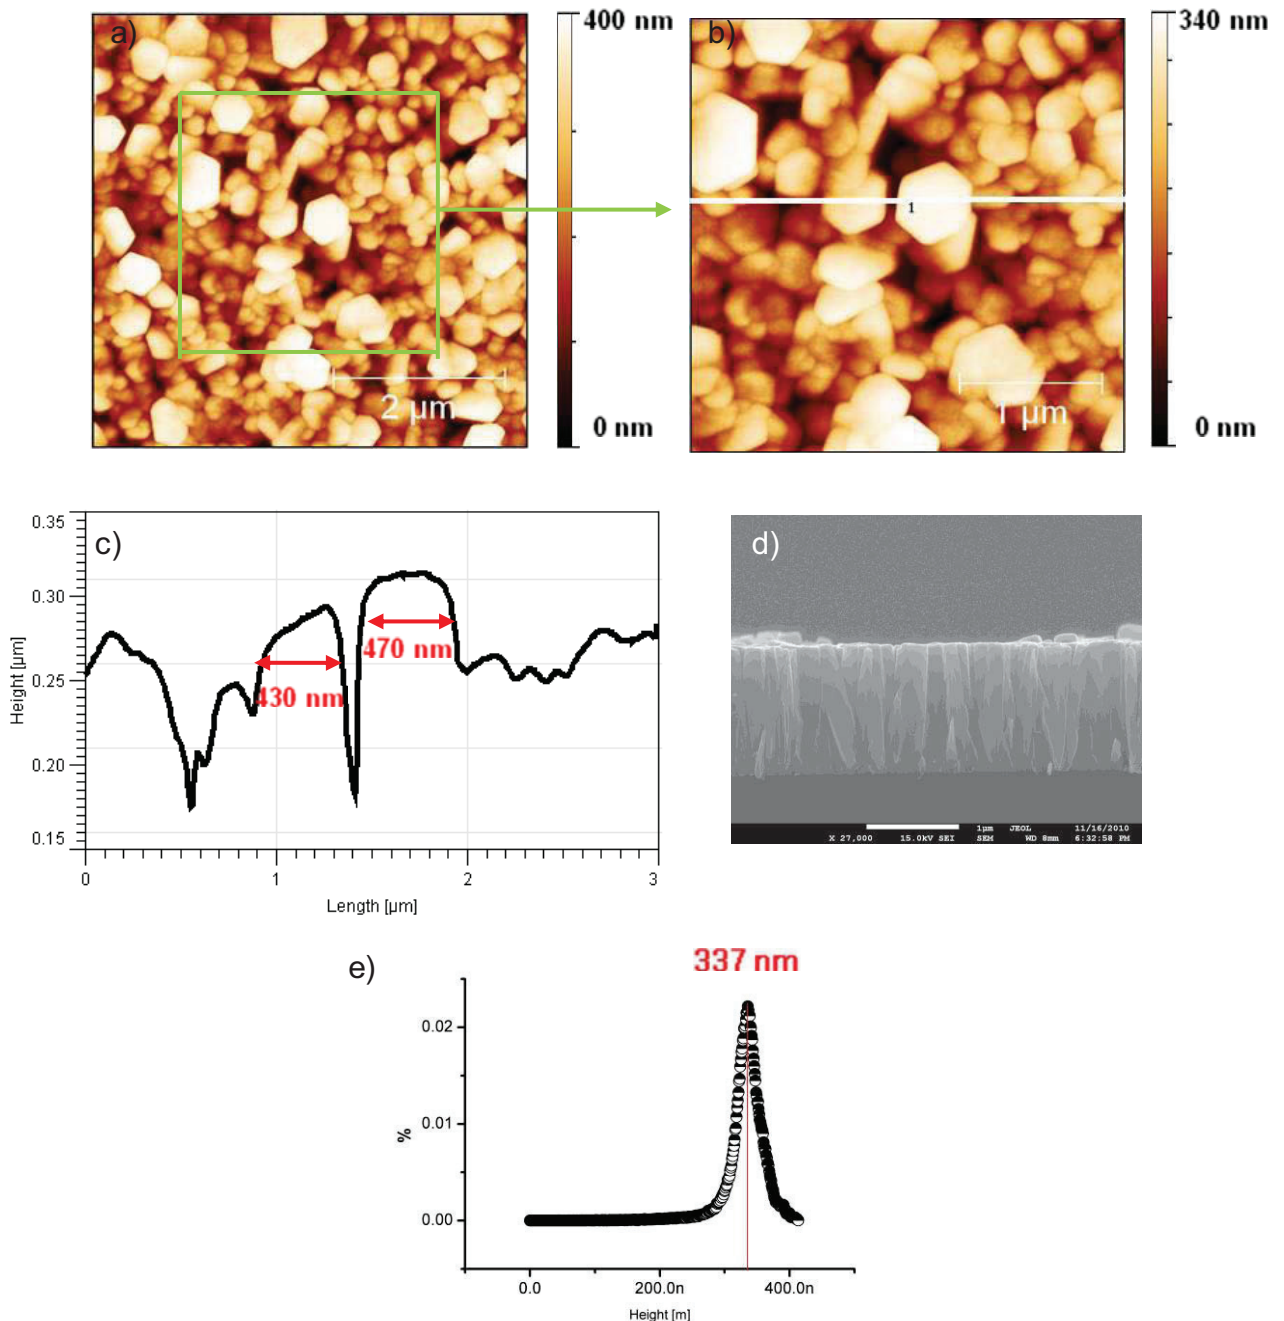 a)
400 nm
2 µm
0 nm
b)
340 nm
1
1 µm
0 nm
c)
0.35
0.30
0.25
0.20
0.15
Height [µm]
430 nm
470 nm
0 1 2 3
Length [µm]
d)
1µm JEOL 11/16/2010
X 27,000 15.0kV SEI SEM WD 8mm 6:32:58 PM
e)
337 nm
0.02
0.01
0.00
%
0.0 200.0n 400.0n
Height [m]